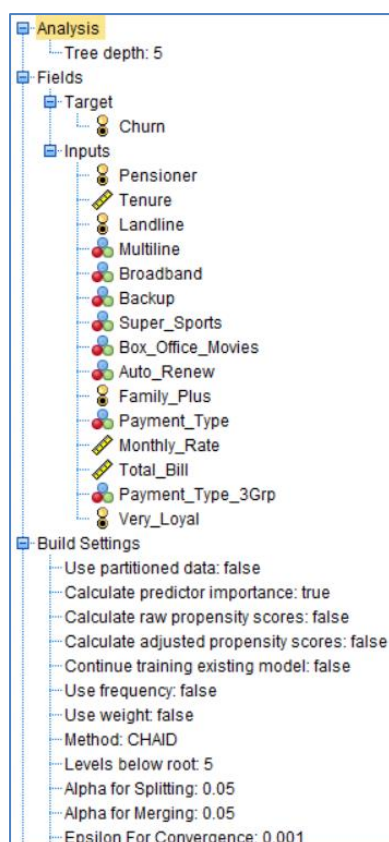 Analysis
Tree depth: 5
Fields
Target
Churn
Inputs
Pensioner
Tenure
Landline
Multiline
Broadband
Backup
Super_Sports
Box_Office_Movies
Auto_Renew
Family_Plus
Payment_Type
Monthly_Rate
Total_Bill
Payment_Type_3Grp
Very_Loyal
Build Settings
Use partitioned data: false
Calculate predictor importance: true
Calculate raw propensity scores: false
Calculate adjusted propensity scores: false
Continue training existing model: false
Use frequency: false
Use weight: false
Method: CHAID
Levels below root: 5
Alpha for Splitting: 0.05
Alpha for Merging: 0.05
Epsilon For Convergence: 0.001